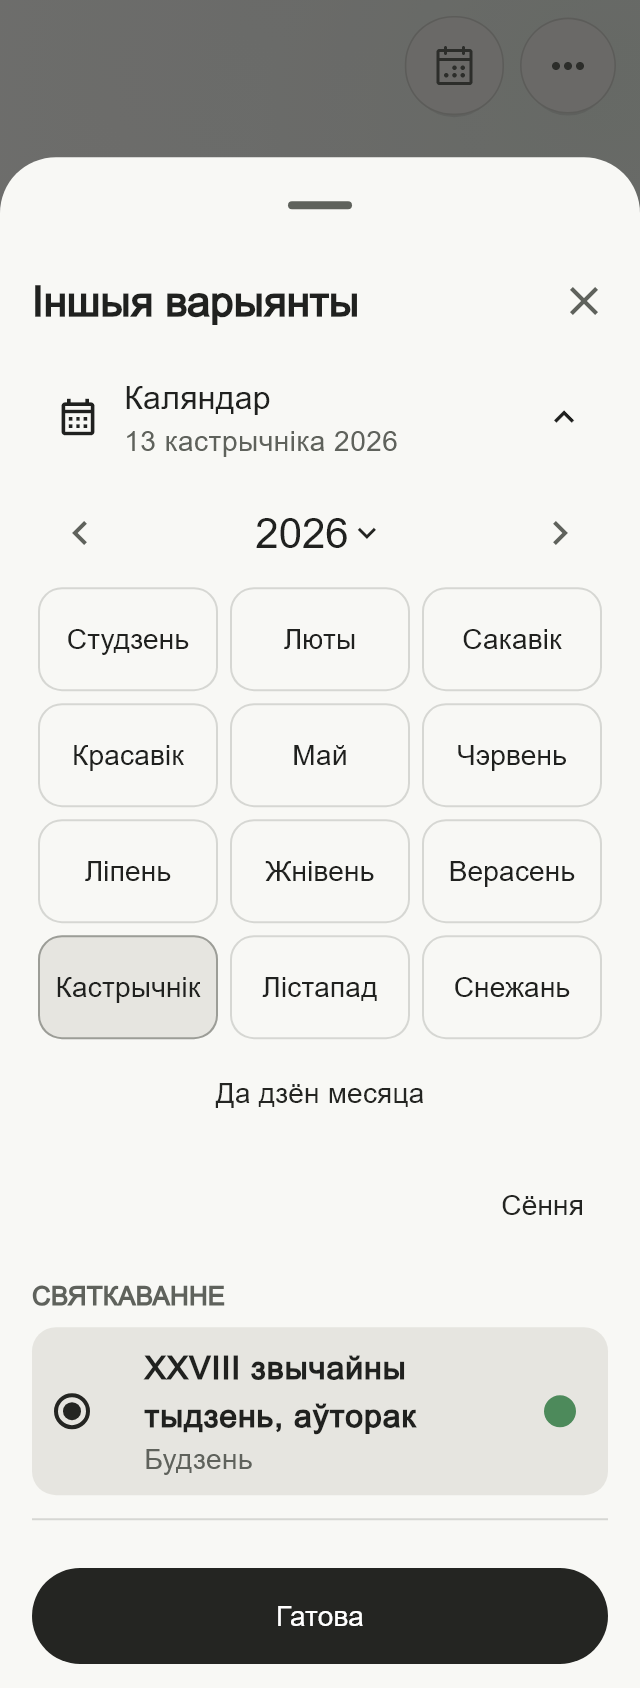 Іншыя варыянты
Каляндар
13 кастрычніка 2026
2026
Студзень
Люты
Сакавік
Красавік
Май
Чэрвень
Ліпень
Жнівень
Верасень
Кастрычнік
Лістапад
Снежань
Да дзён месяца
Сёння
СВЯТКАВАННЕ
XXVIII звычайны
тыдзень, аўторак
Будзень
Гатова